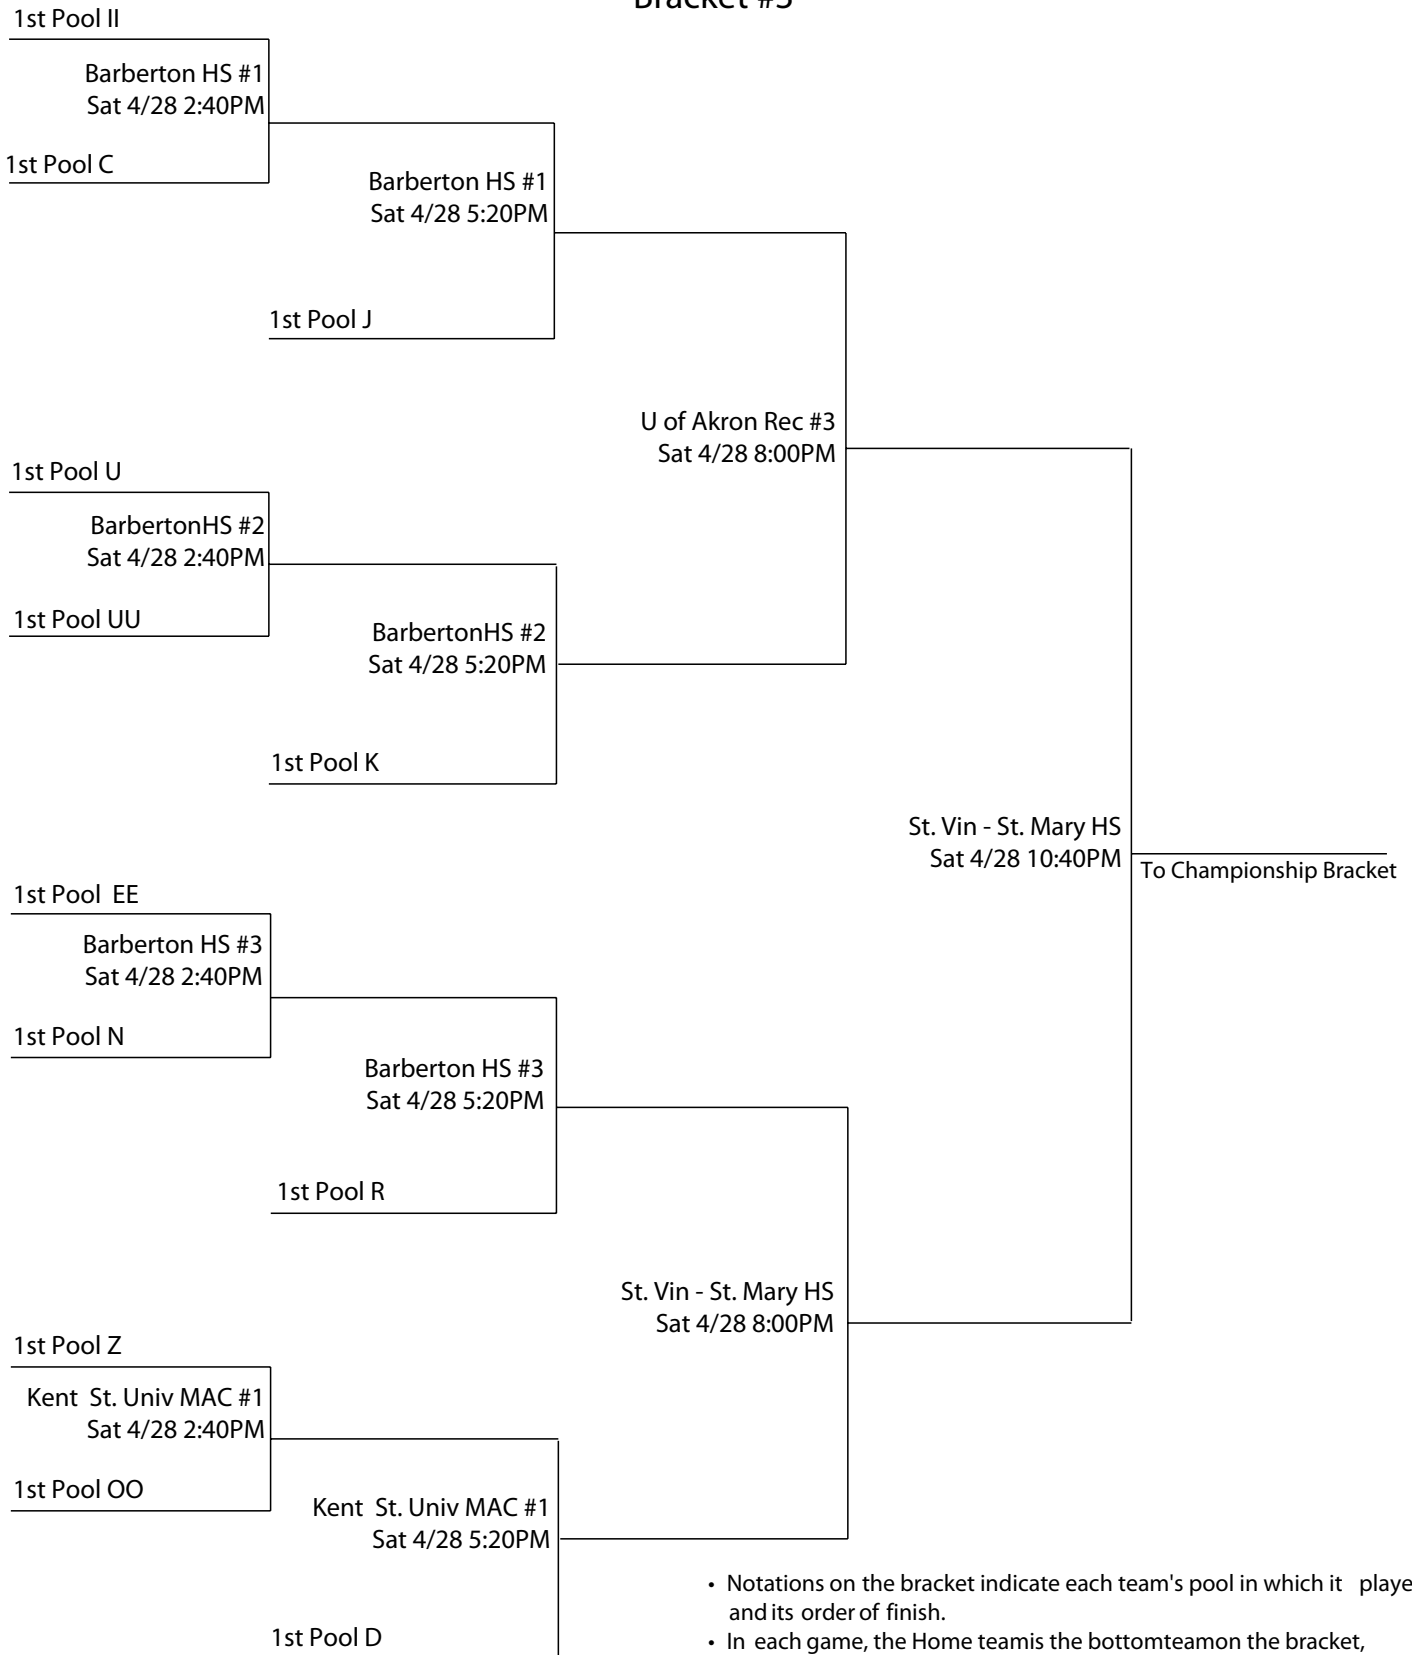 Bracket #3
1st Pool II
Barberton HS #1
Sat 4/28 2:40PM
1st Pool C
Barberton HS #1
Sat 4/28 5:20PM
1st Pool J
U of Akron Rec #3
Sat 4/28 8:00PM
1st Pool U
BarbertonHS #2
Sat 4/28 2:40PM
1st Pool UU
BarbertonHS #2
Sat 4/28 5:20PM
1st Pool K
St. Vin - St. Mary HS
Sat 4/28 10:40PM
To Championship Bracket
1st Pool EE
Barberton HS #3
Sat 4/28 2:40PM
1st Pool N
Barberton HS #3
Sat 4/28 5:20PM
1st Pool R
St. Vin - St. Mary HS
Sat 4/28 8:00PM
1st Pool Z
Kent St. Univ MAC #1
Sat 4/28 2:40PM
1st Pool OO
Kent St. Univ MAC #1
Sat 4/28 5:20PM
1st Pool D
• Notations on the bracket indicate each team's pool in which it playe
and its order of finish.
• In each game, the Home teamis the bottomteamon the bracket,